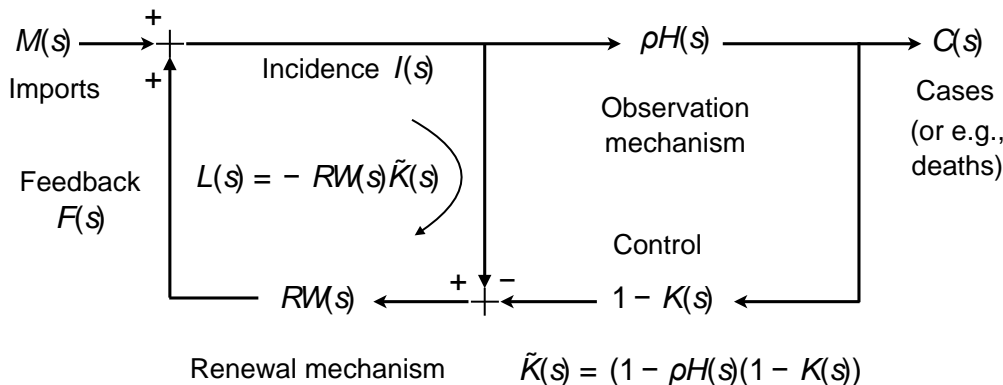 +
M(s)
+
Imports
Incidence I(s)
ρH(s)
C(s)
Observation
mechanism
Cases
(or e.g.,
deaths)
Feedback
F(s)
L(s) = − RW(s)K̃(s)
Control
+
−
RW(s)
1 − K(s)
Renewal mechanism
K̃(s) = (1 − ρH(s)(1 − K(s))